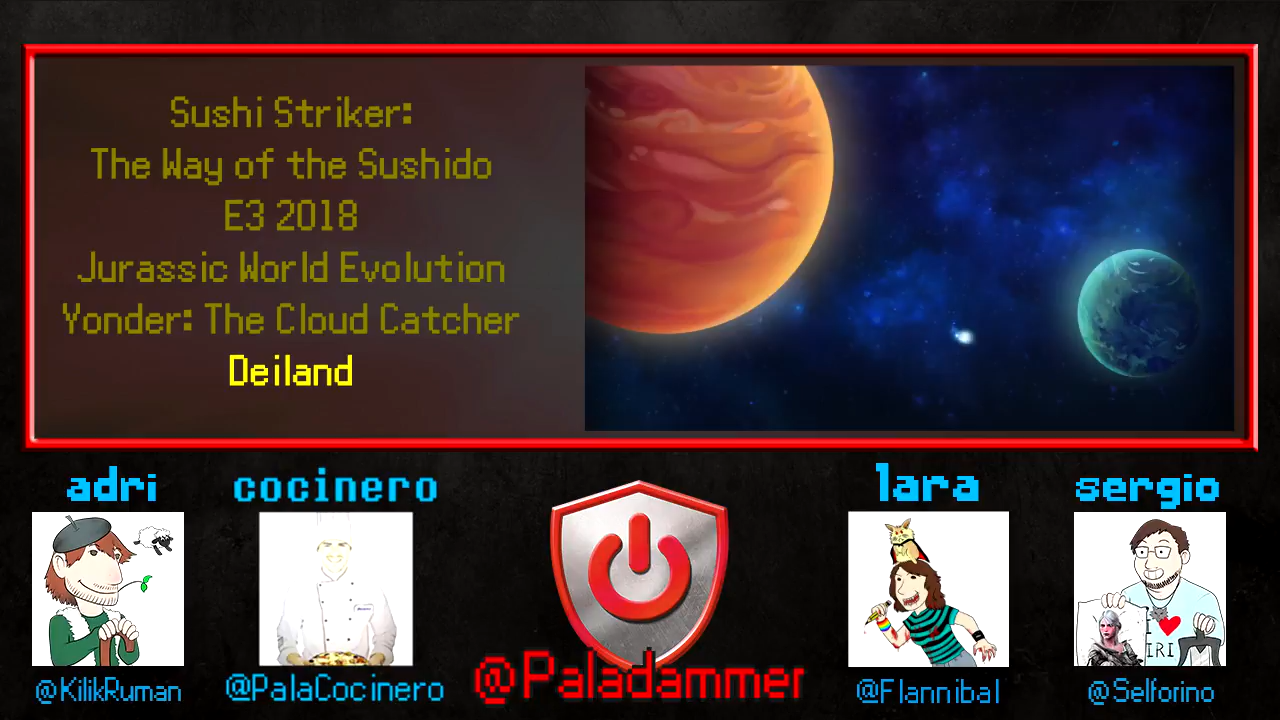 Sushi Striker:
The Way of the Sushido
E3 2018
Jurassic World Evolution
Yonder: The Cloud Catcher
Deiland
adri
cocinero
lara
sergio
I
IRI
@KilikRuman
@PalaCocinero
@Paladammer
@Flannibal
@Selforino